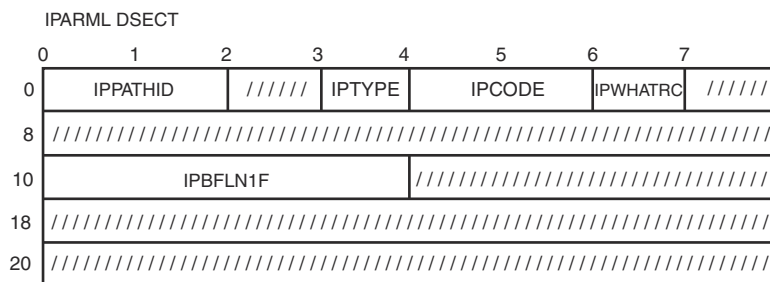 IPARML DSECT
0 1 2 3 4 5 6 7
0 IPPATHID ////// IPTYPE IPCODE IPWHATRC //////
8 ////////////////////////////////////////////////////
10 IPBFLN1F //////////////////////////
18 ////////////////////////////////////////////////////
20 ////////////////////////////////////////////////////